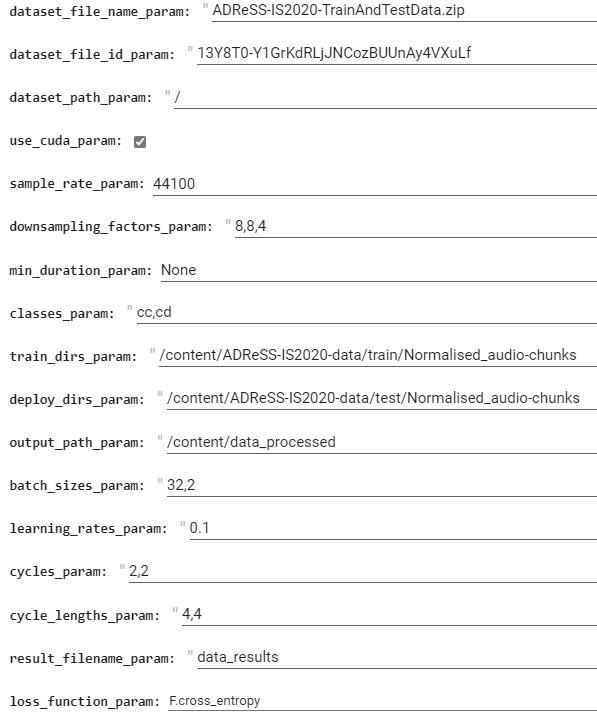 dataset_file_name_param: " ADReSS-IS2020-TrainAndTestData.zip
dataset_file_id_param: " 13Y8T0-Y1GrKdRLjJNCozBUUnAy4VXuLf
dataset_path_param: " /
use_cuda_param:
sample_rate_param: 44100
downsampling_factors_param: " 8,8,4
min_duration_param: None
classes_param: " cc,cd
train_dirs_param: " /content/ADReSS-IS2020-data/train/Normalised_audio-chunks
deploy_dirs_param: " /content/ADReSS-IS2020-data/test/Normalised_audio-chunks
output_path_param: " /content/data_processed
batch_sizes_param: " 32,2
learning_rates_param: " 0.1
cycles_param: " 2,2
cycle_lengths_param: " 4,4
result_filename_param: " data_results
loss_function_param: F.cross_entropy